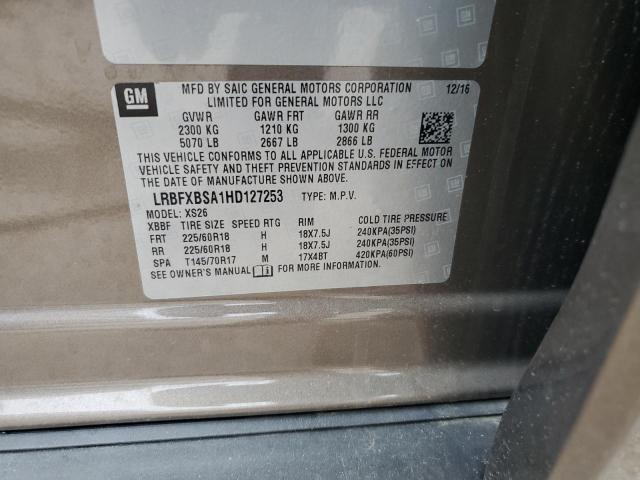 GM
MFD BY SAIC GENERAL MOTORS CORPORATION 12/16
LIMITED FOR GENERAL MOTORS LLC
GVWR GAWR FRT GAWR RR
2300 KG 1210 KG 1300 KG
5070 LB 2667 LB 2866 LB
THIS VEHICLE CONFORMS TO ALL APPLICABLE U.S. FEDERAL MOTOR
VEHICLE SAFETY AND THEFT PREVENTION STANDARDS IN EFFECT ON
THE DATE OF MANUFACTURE SHOWN ABOVE.
LRBFXBSA1HD127253 TYPE: M.P.V.
MODEL: XS26
XBBF TIRE SIZE SPEED RTG RIM COLD TIRE PRESSURE
FRT 225/60R18 H 18X7.5J 240KPA(35PSI)
RR 225/60R18 H 18X7.5J 240KPA(35PSI)
SPA T145/70R17 M 17X4BT 420KPA(60PSI)
SEE OWNER'S MANUAL FOR MORE INFORMATION.